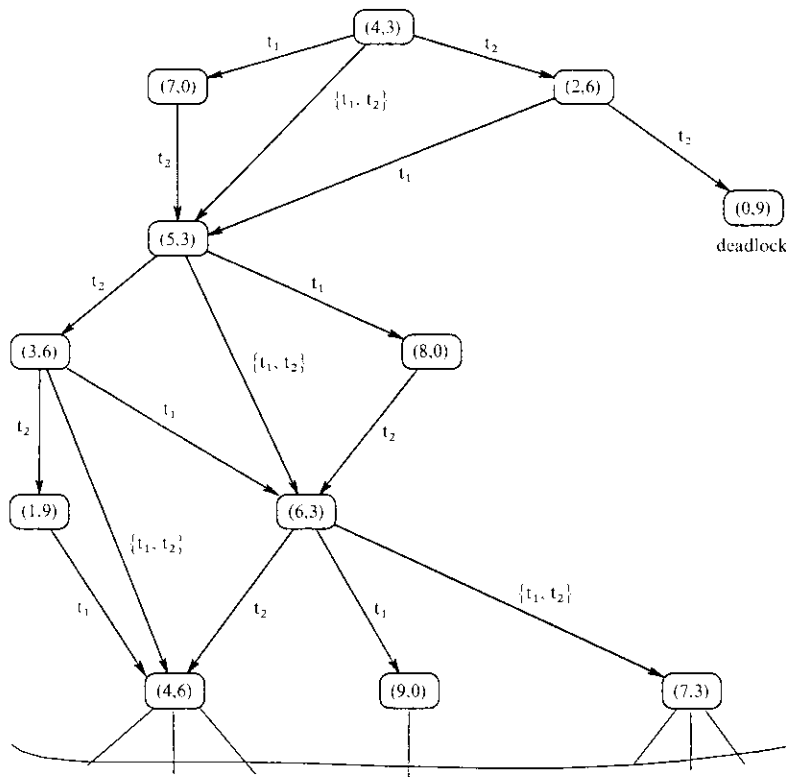 (4,3)
t₁
t₂
(7,0)
{t₁, t₂}
(2,6)
t₂
t₂
t₁
(0,9)
deadlock
(5,3)
t₂
t₁
(3.6)
{t₁, t₂}
(8,0)
t₁
t₂
t₂
(1.9)
(6,3)
{t₁, t₂}
t₁
t₂
t₁
{t₁, t₂}
(4,6)
(9,0)
(7.3)